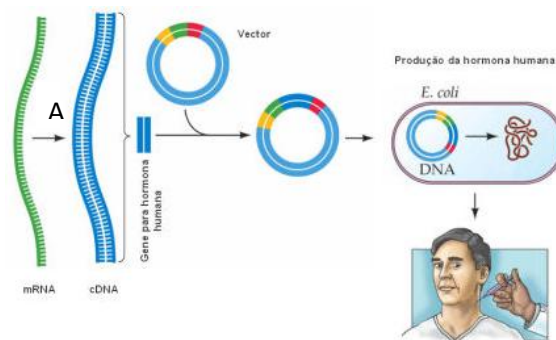 Vector
Produção da hormona humana
E. coli
A
DNA
Gene para hormona
humana
mRNA
cDNA